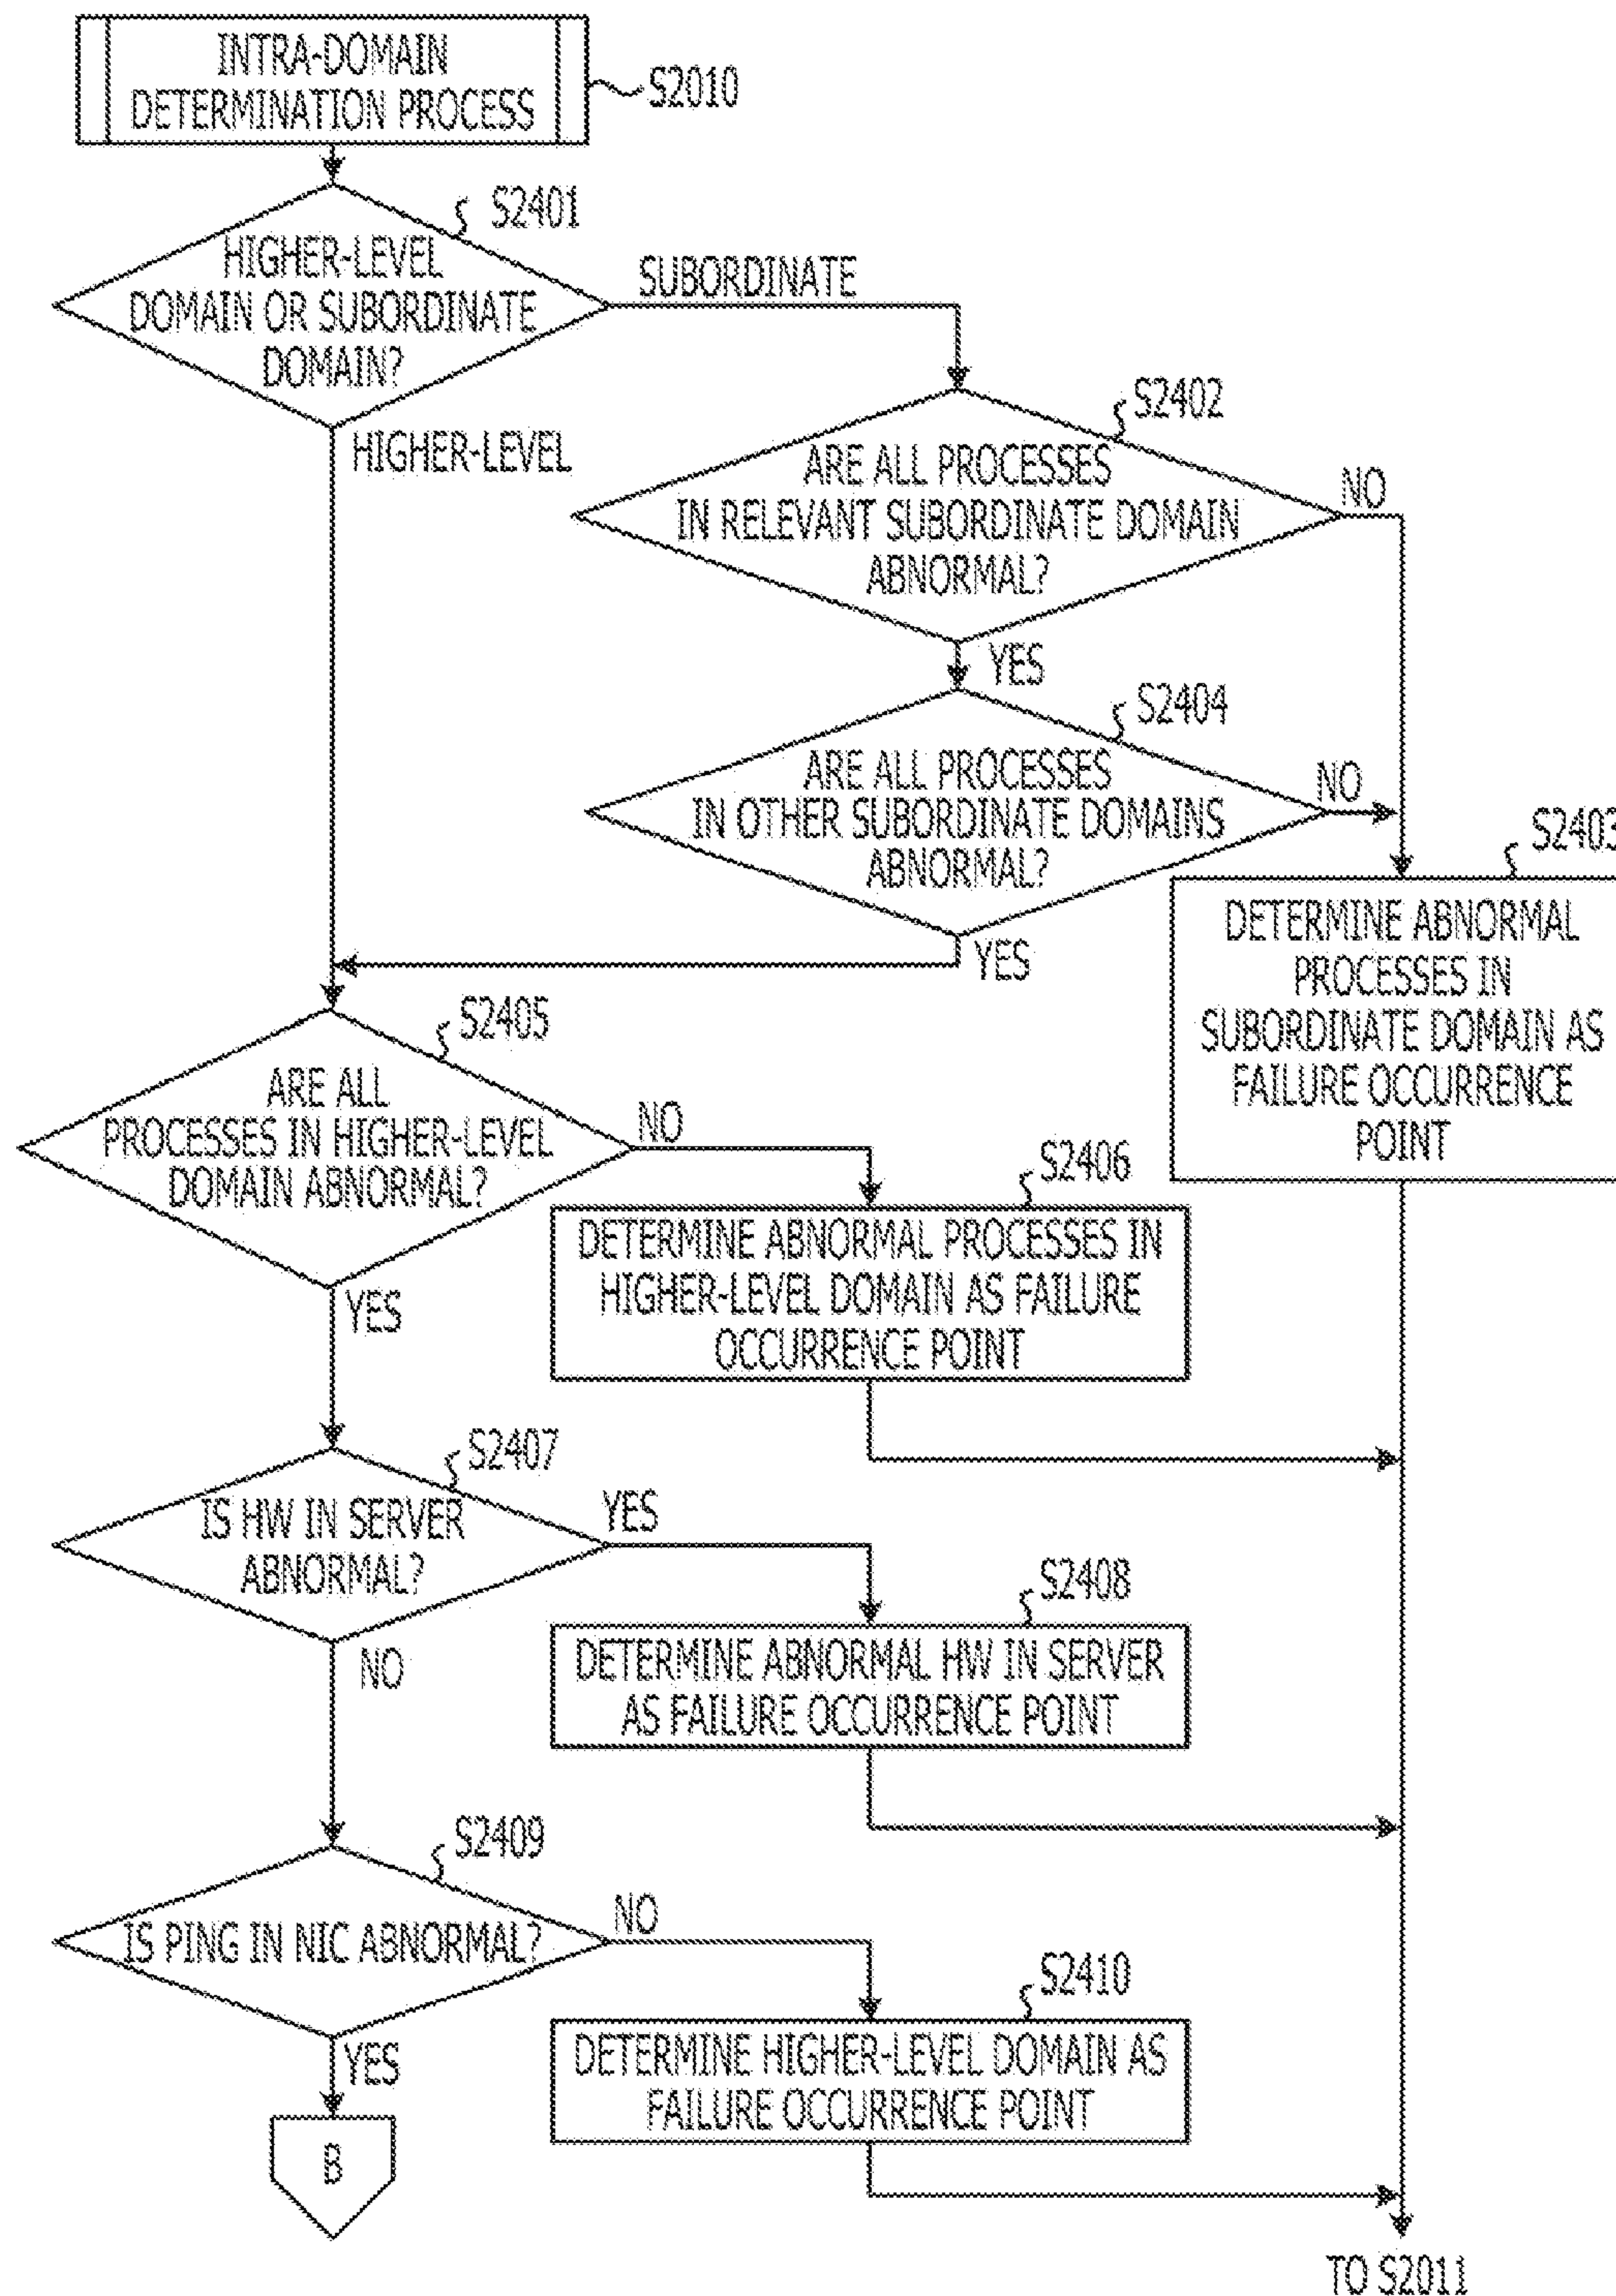 INTRA-DOMAIN
DETERMINATION PROCESS
S2010
S2401
HIGHER-LEVEL
DOMAIN OR SUBORDINATE
DOMAIN?
SUBORDINATE
HIGHER-LEVEL
S2402
ARE ALL PROCESSES
IN RELEVANT SUBORDINATE DOMAIN
ABNORMAL?
NO
YES
S2404
ARE ALL PROCESSES
IN OTHER SUBORDINATE DOMAINS
ABNORMAL?
NO
YES
S2403
DETERMINE ABNORMAL
PROCESSES IN
SUBORDINATE DOMAIN AS
FAILURE OCCURRENCE
POINT
S2405
ARE ALL
PROCESSES IN HIGHER-LEVEL
DOMAIN ABNORMAL?
NO
YES
S2406
DETERMINE ABNORMAL PROCESSES IN
HIGHER-LEVEL DOMAIN AS FAILURE
OCCURRENCE POINT
S2407
IS HW IN SERVER
ABNORMAL?
YES
NO
S2408
DETERMINE ABNORMAL HW IN SERVER
AS FAILURE OCCURRENCE POINT
S2409
IS PING IN NIC ABNORMAL?
NO
YES
S2410
DETERMINE HIGHER-LEVEL DOMAIN AS
FAILURE OCCURRENCE POINT
B
TO S2011